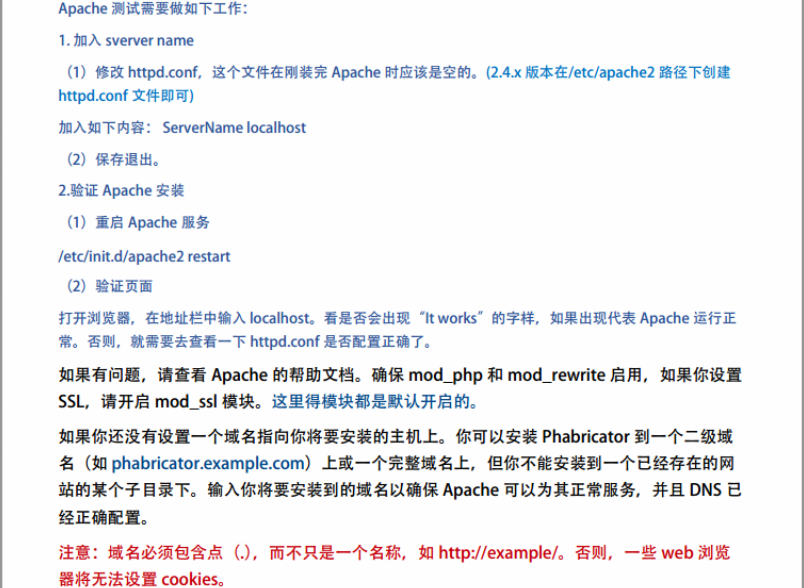 Apache 测试需要做如下工作：
1. 加入 sverver name
（1）修改 httpd.conf，这个文件在刚装完 Apache 时应该是空的。(2.4.x 版本在/etc/apache2 路径下创建
httpd.conf 文件即可)
加入如下内容： ServerName localhost
（2）保存退出。
2.验证 Apache 安装
（1）重启 Apache 服务
/etc/init.d/apache2 restart
（2）验证页面
打开浏览器，在地址栏中输入 localhost。看是否会出现“It works”的字样，如果出现代表 Apache 运行正
常。否则，就需要去查看一下 httpd.conf 是否配置正确了。
如果有问题，请查看 Apache 的帮助文档。确保 mod_php 和 mod_rewrite 启用，如果你设置
SSL，请开启 mod_ssl 模块。这里得模块都是默认开启的。
如果你还没有设置一个域名指向你将要安装的主机上。你可以安装 Phabricator 到一个二级域
名（如 phabricator.example.com）上或一个完整域名上，但你不能安装到一个已经存在的网
站的某个子目录下。输入你将要安装到的域名以确保 Apache 可以为其正常服务，并且 DNS 已
经正确配置。
注意：域名必须包含点（.），而不只是一个名称，如 http://example/。否则，一些 web 浏览
器将无法设置 cookies。